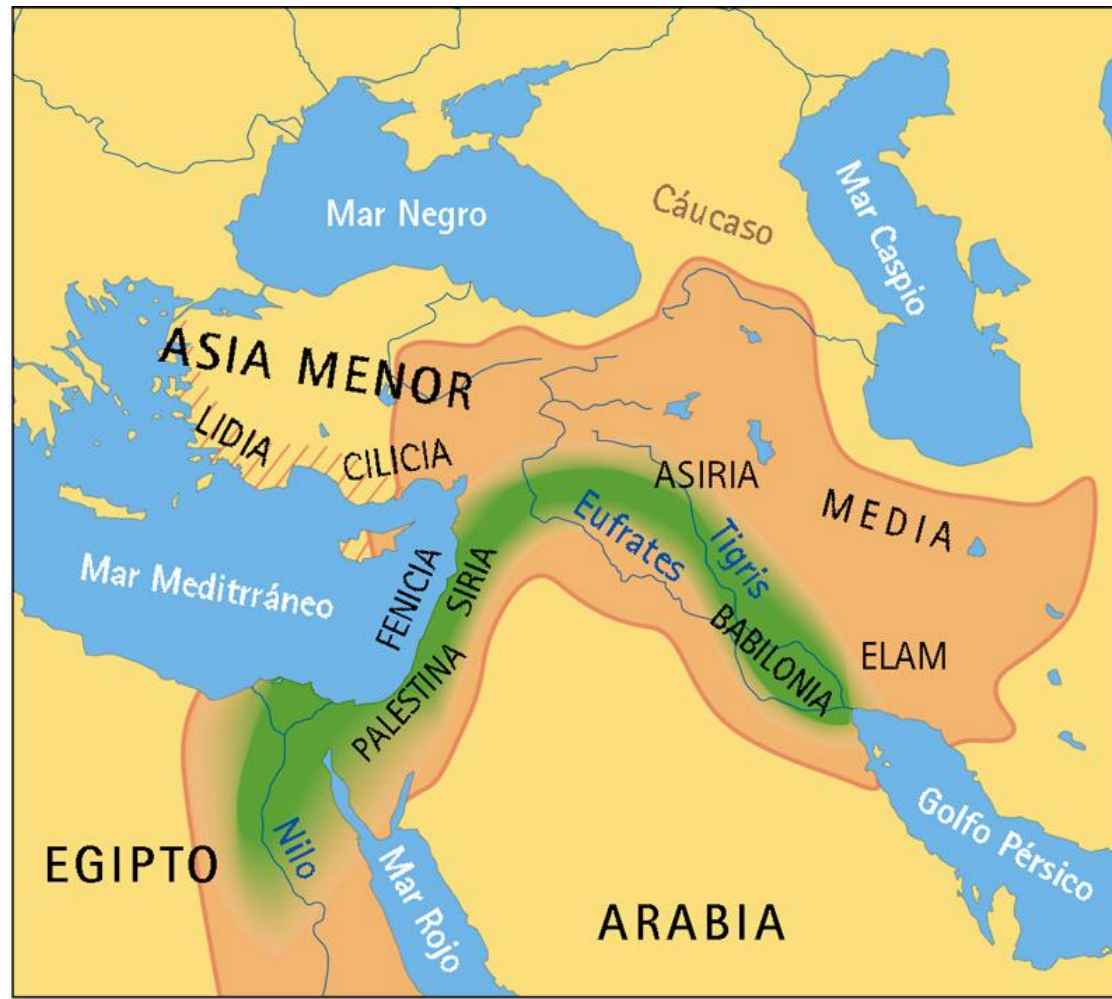 Mar Negro
Cáucaso
Mar Caspio
ASIA MENOR
LIDIA
CILICIA
ASIRIA
MEDIA
Eufrates
Tigris
Mar Meditrráneo
FENICIA
SIRIA
PALESTINA
BABILONIA
ELAM
EGIPTO
Nilo
Mar Rojo
ARABIA
Golfo Pérsico